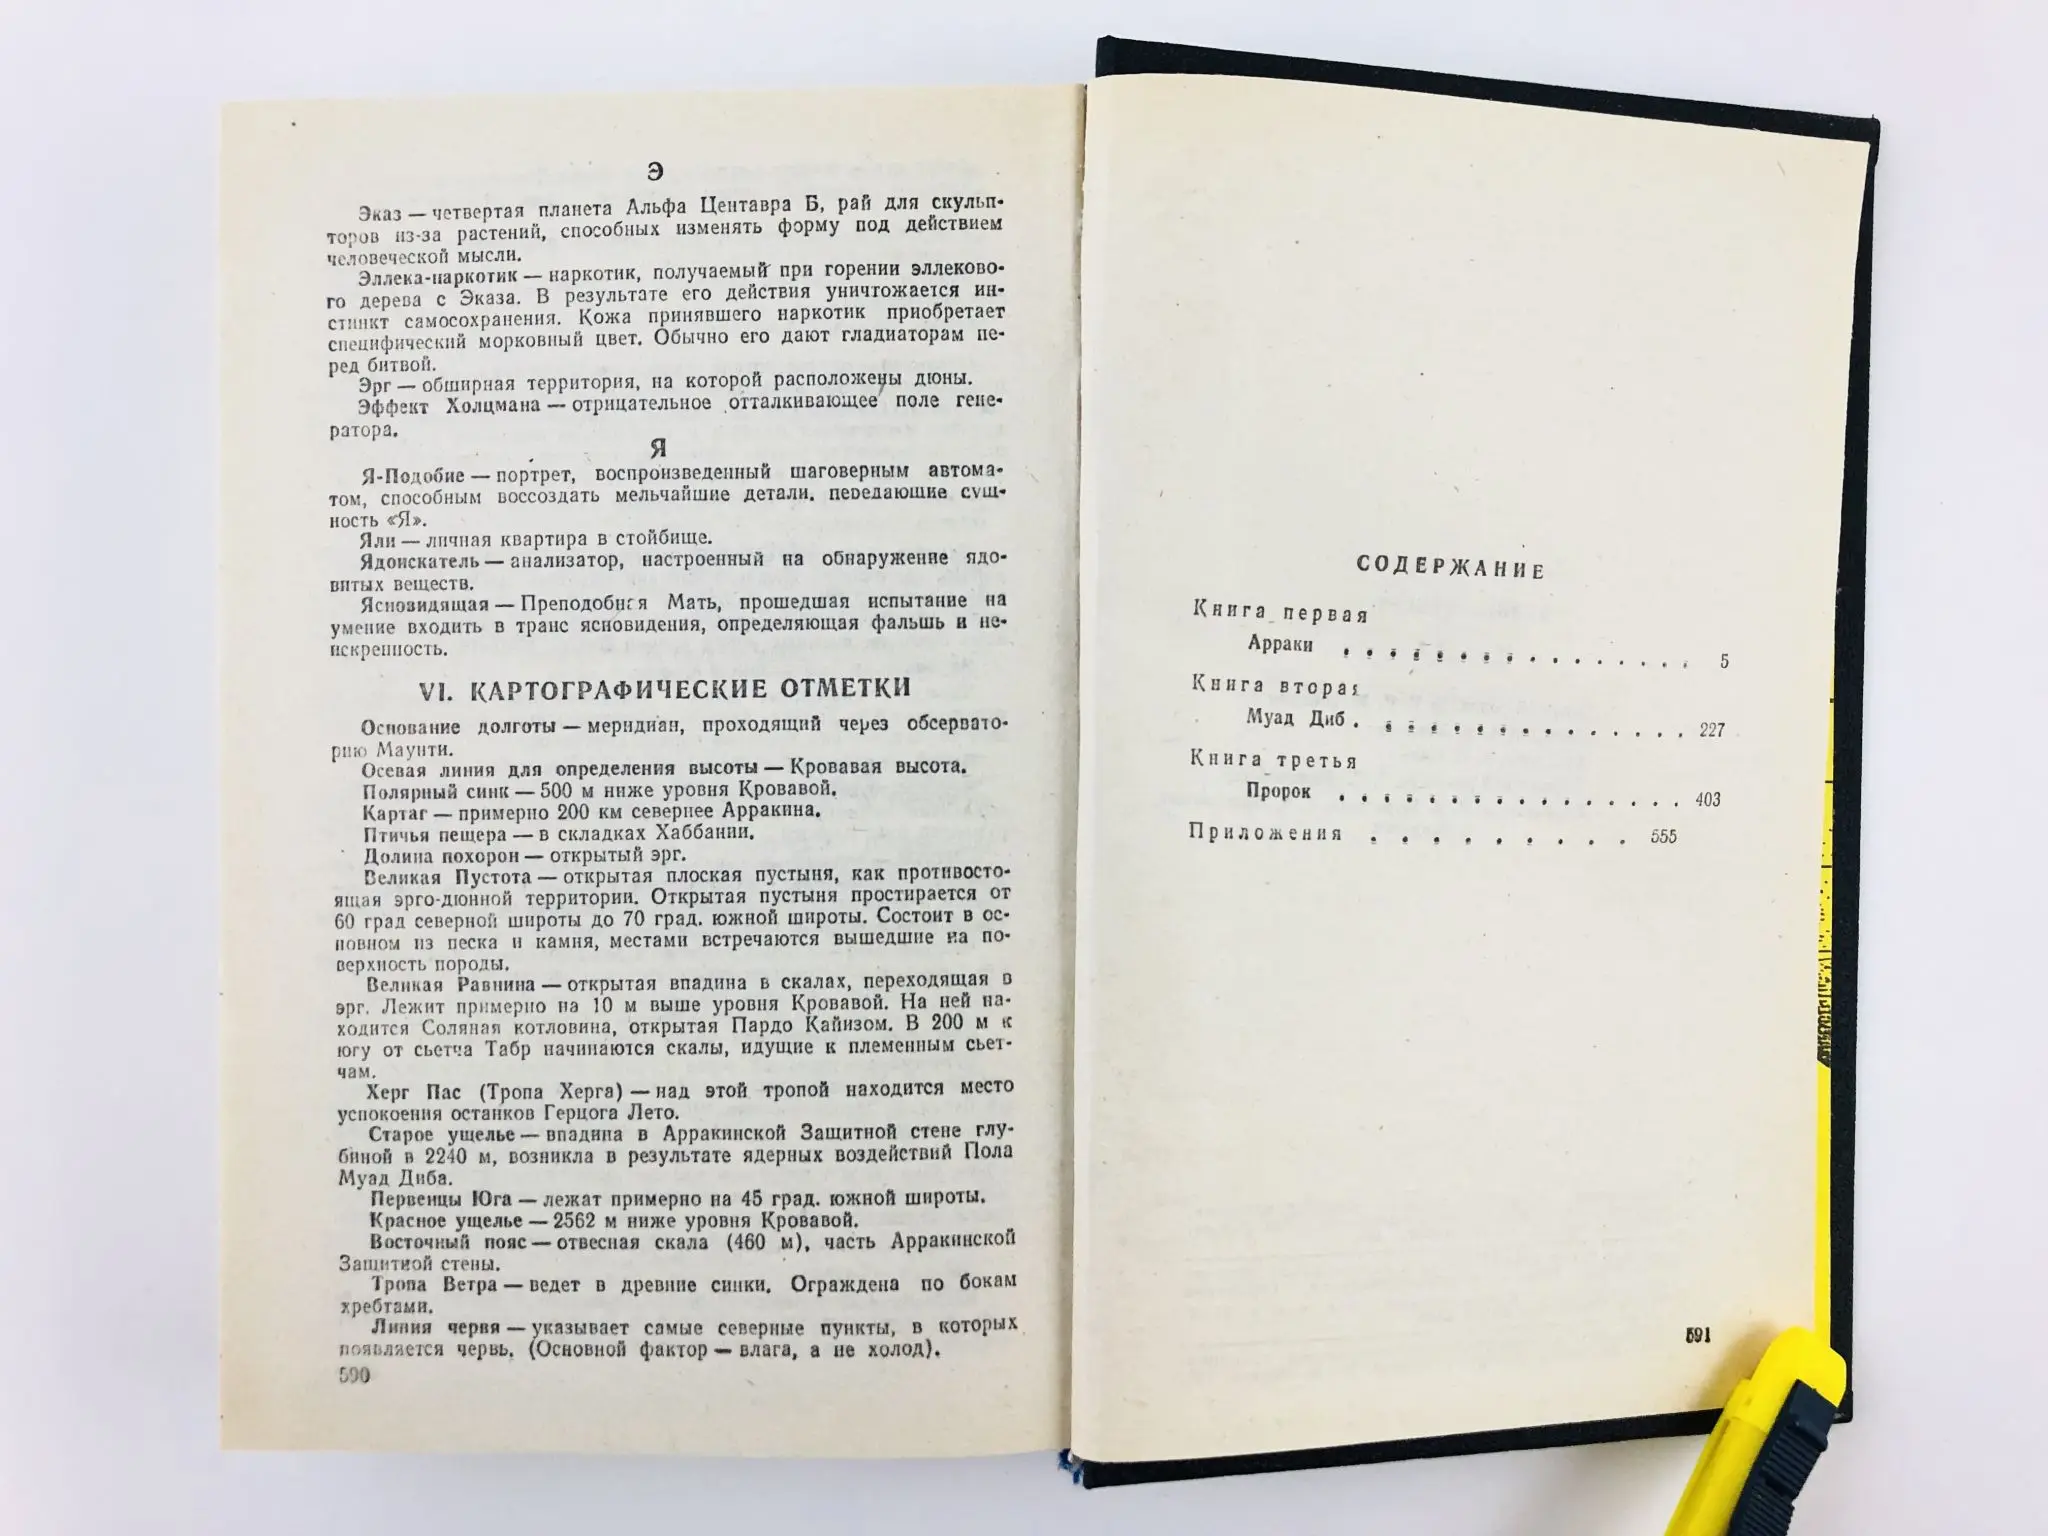 Э
Эказ — четвертая планета Альфа Центавра Б, рай для скульп-
торов из-за растений, способных изменять форму под действием
человеческой мысли.
Эллека-наркотик — наркотик, получаемый при горении эллеково-
го дерева с Эказа. В результате его действия уничтожается ин-
стинкт самосохранения. Кожа принявшего наркотик приобретает
специфический морковный цвет. Обычно его дают гладиаторам пе-
ред битвой.
Эрг — обширная территория, на которой расположены дюны.
Эффект Холцмана — отрицательное отталкивающее поле гене-
ратора.
Я
Я-Подобие — портрет, воспроизведенный шаговерным автома-
том, способным воссоздать мельчайшие детали, передающие сущ-
ность «Я».
Яли — личная квартира в стойбище.
Ядоискатель — анализатор, настроенный на обнаружение ядо-
витых веществ.
Ясновидящая — Преподобная Мать, прошедшая испытание на
умение входить в транс ясновидения, определяющая фальшь и не-
искренность.
VI. КАРТОГРАФИЧЕСКИЕ ОТМЕТКИ
Основание долготы — меридиан, проходящий через обсервато-
рию Маунти.
Осевая линия для определения высоты — Кровавая высота.
Полярный синк — 500 м ниже уровня Кровавой.
Картаг — примерно 200 км севернее Арракина.
Птичья пещера — в складках Хаббании.
Долина похорон — открытый эрг.
Великая Пустота — открытая плоская пустыня, как противосто-
ящая эрго-дюнной территории. Открытая пустыня простирается от
60 град северной широты до 70 град. южной широты. Состоит в ос-
новном из песка и камня, местами встречаются вышедшие на по-
верхность породы.
Великая Равнина — открытая впадина в скалах, переходящая в
эрг. Лежит примерно на 10 м выше уровня Кровавой. На ней на-
ходится Соляная котловина, открытая Пардо Кайизом. В 200 м к
югу от сьетча Табр начинаются скалы, идущие к племенным сьет-
чам.
Херг Пас (Тропа Херга) — над этой тропой находится место
успокоения останков Герцога Лето.
Старое ущелье — впадина в Арракинской Защитной стене глу-
биной в 2240 м, возникла в результате ядерных воздействий Пола
Муад Диба.
Первенцы Юга — лежат примерно на 45 град. южной широты.
Красное ущелье — 2562 м ниже уровня Кровавой.
Восточный пояс — отвесная скала (460 м), часть Арракинской
Защитной стены.
Тропа Ветра — ведет в древние синки. Ограждена по бокам
хребтами.
Линия червя — указывает самые северные пункты, в которых
появляется червь. (Основной фактор — влага, а не холод).
590
СОДЕРЖАНИЕ
Книга первая
Арраки . . . . . . . . . . . . . . . 5
Книга вторая
Муад Диб . . . . . . . . . . . . . . 227
Книга третья
Пророк . . . . . . . . . . . . . . . 403
Приложения . . . . . . . . . 555
591